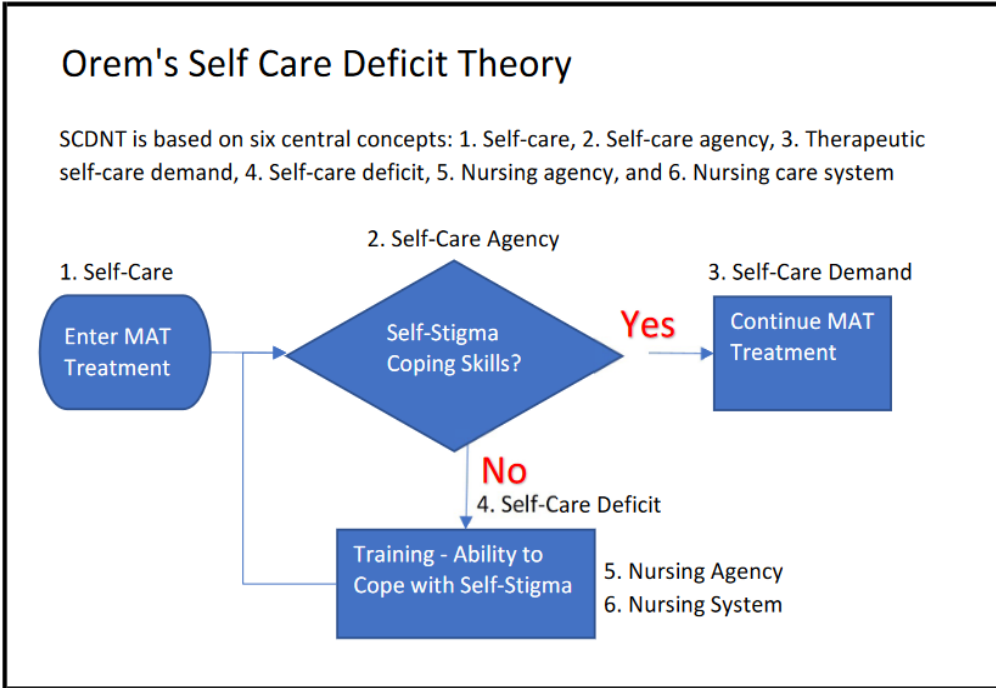 Orem's Self Care Deficit Theory
SCDNT is based on six central concepts: 1. Self-care, 2. Self-care agency, 3. Therapeutic
self-care demand, 4. Self-care deficit, 5. Nursing agency, and 6. Nursing care system
2. Self-Care Agency
1. Self-Care
3. Self-Care Demand
Enter MAT
Treatment
Self-Stigma
Coping Skills?
Yes
Continue MAT
Treatment
No
4. Self-Care Deficit
Training - Ability to
Cope with Self-Stigma
5. Nursing Agency
6. Nursing System